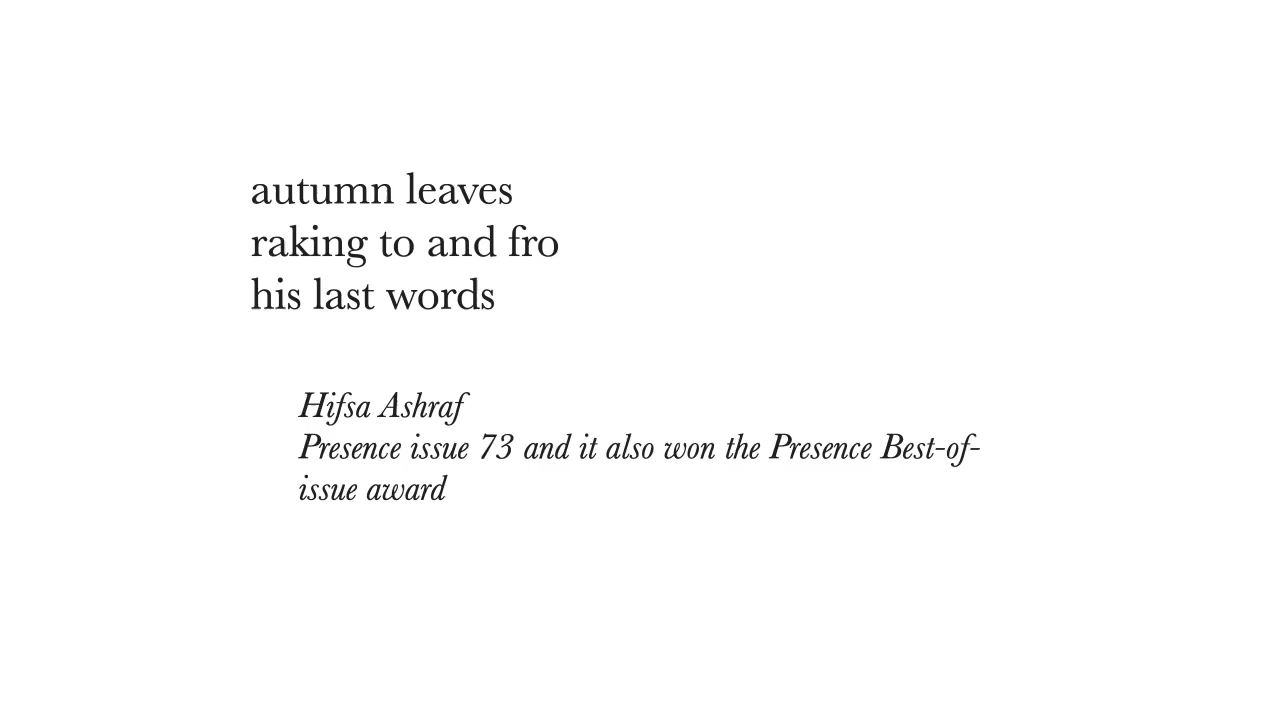 autumn leaves
raking to and fro
his last words
Hifsa Ashraf
Presence issue 73 and it also won the Presence Best-of-
issue award